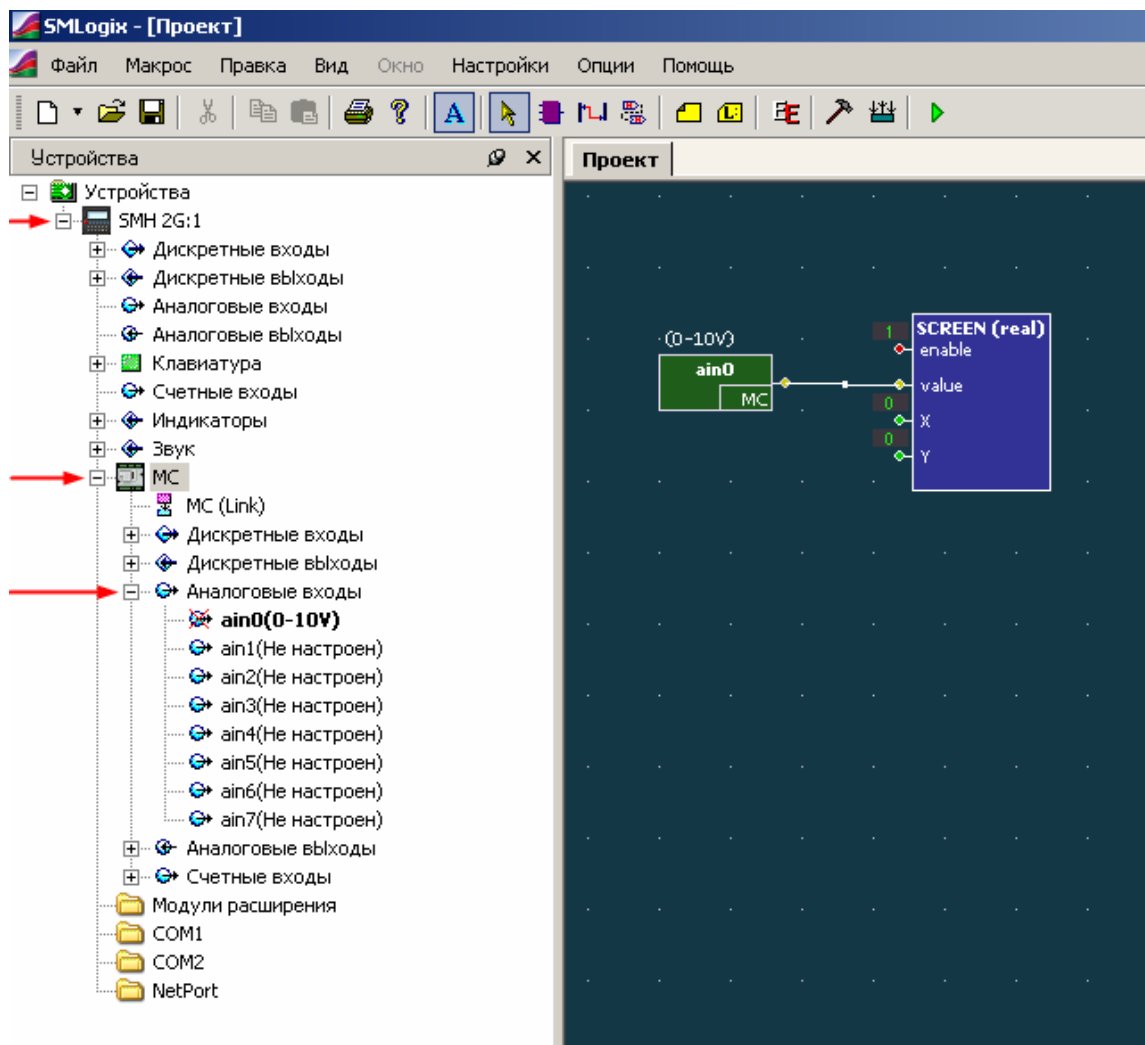 SMLogix - [Проект]
Файл Макрос Правка Вид Окно Настройки Опции Помощь
A L: E
Устройства
Проект
Устройства
SMH 2G:1
Дискретные входы
Дискретные вЫходы
Аналоговые входы
Аналоговые вЫходы
Клавиатура
Счетные входы
Индикаторы
Звук
MC
MC (Link)
Дискретные входы
Дискретные вЫходы
Аналоговые входы
ain0(0-10V)
ain1(Не настроен)
ain2(Не настроен)
ain3(Не настроен)
ain4(Не настроен)
ain5(Не настроен)
ain6(Не настроен)
ain7(Не настроен)
Аналоговые вЫходы
Счетные входы
Модули расширения
COM1
COM2
NetPort
(0-10V)
ain0
MC
1 SCREEN (real)
enable
value
0
X
0
Y